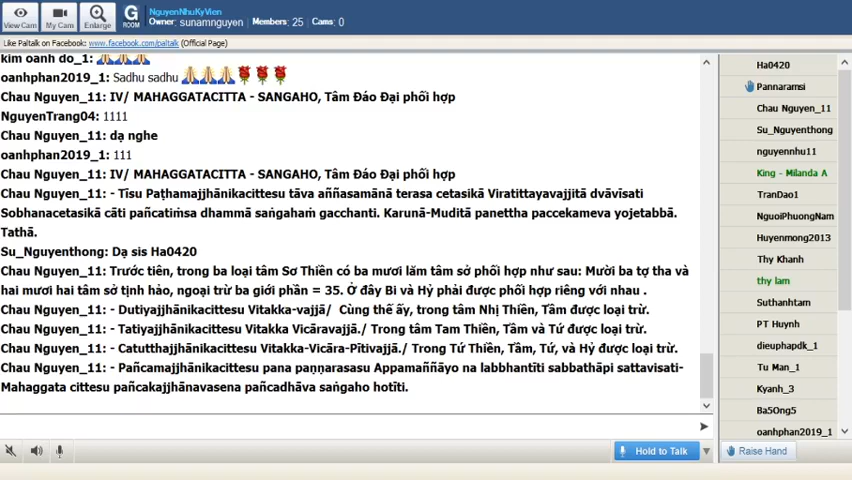 NguyenNhuKyVien
Owner: sunamnguyen Members: 25 Cams: 0
View Cam
My Cam
Enlarge
G
ROOM
Like Paltalk on Facebook: www.facebook.com/paltalk (Official Page)
kim oanh do_1:
oanhphan2019_1: Sadhu sadhu
Chau Nguyen_11: IV/ MAHAGGATACITTA - SANGAHO, Tâm Đáo Đại phối hợp
NguyenTrang04: 1111
Chau Nguyen_11: dạ nghe
oanhphan2019_1: 111
Chau Nguyen_11: IV/ MAHAGGATACITTA - SANGAHO, Tâm Đáo Đại phối hợp
Chau Nguyen_11: - Tīsu Paṭhamajjhānikacittesu tāva aññasamānā terasa cetasikā Viratittayavajjitā dvāvīsati
Sobhanacetasikā cāti pañcatiṃsa dhammā saṅgahaṃ gacchanti. Karunā-Muditā panettha paccekameva yojetabbā.
Tathā.
Su_Nguyenthong: Dạ sis Ha0420
Chau Nguyen_11: Trước tiên, trong ba loại tâm Sơ Thiền có ba mươi lăm tâm sở phối hợp như sau: Mười ba tợ tha và
hai mươi hai tâm sở tịnh hảo, ngoại trừ ba giới phần = 35. Ở đây Bi và Hỷ phải được phối hợp riêng với nhau .
Chau Nguyen_11: - Dutiyajjhānikacittesu Vitakka-vajjā/ Cùng thế ấy, trong tâm Nhị Thiền, Tầm được loại trừ.
Chau Nguyen_11: - Tatiyajjhānikacittesu Vitakka Vicāravajjā./ Trong tâm Tam Thiền, Tầm và Tứ được loại trừ.
Chau Nguyen_11: - Catutthajjhānikacittesu Vitakka-Vicāra-Pītivajjā./ Trong Tứ Thiền, Tầm, Tứ, và Hỷ được loại trừ.
Chau Nguyen_11: - Pañcamajjhānikacittesu pana paṇṇarasasu Appamaññāyo na labbhantīti sabbathāpi sattavisati-
Mahaggata cittesu pañcakajjhānavasena pañcadhāva saṅgaho hotīti.
Hold to Talk
Ha0420
Pannaramsi
Chau Nguyen_11
Su_Nguyenthong
nguyennhu11
King - Milanda A
TranDao1
NguoiPhuongNam
Huyenmong2013
Thy Khanh
thy lam
Suthanhtam
PT Huynh
dieuphapdk_1
Tu Man_1
Kyanh_3
Ba5Ong5
oanhphan2019_1
Raise Hand